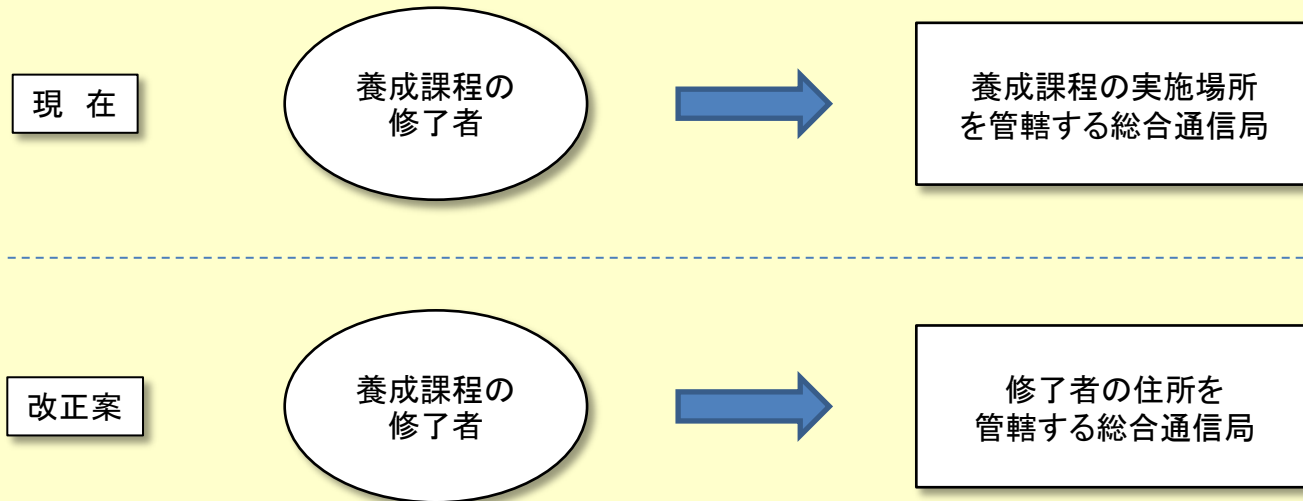 現 在
養成課程の
修了者
養成課程の実施場所
を管轄する総合通信局
改正案
養成課程の
修了者
修了者の住所を
管轄する総合通信局